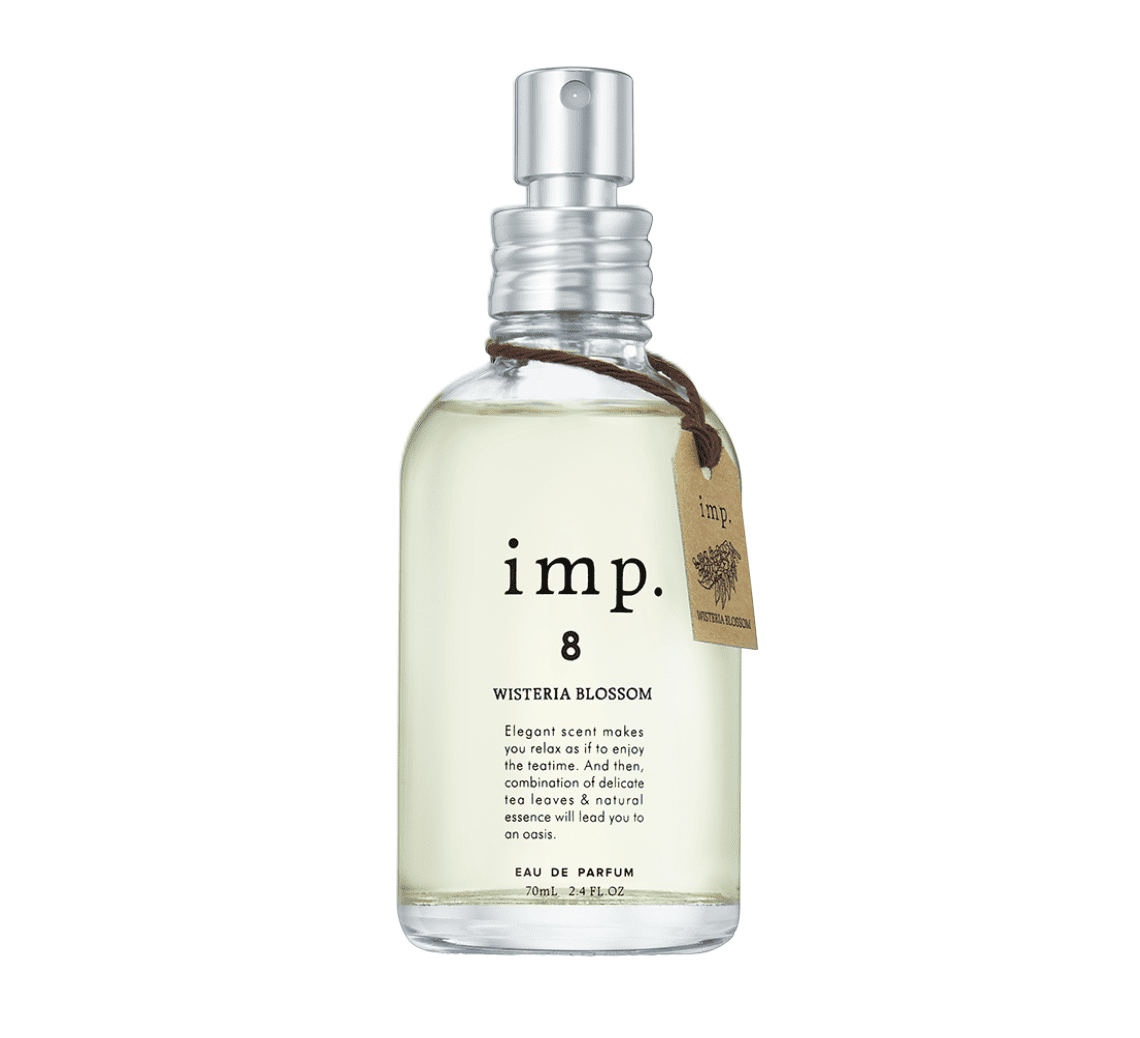 imp.
8
WISTERIA BLOSSOM
Elegant scent makes
you relax as if to enjoy
the teatime. And then,
combination of delicate
tea leaves & natural
essence will lead you to
an oasis.
EAU DE PARFUM
70mL 2.4 FL.OZ
imp.
WISTERIA BLOSSOM